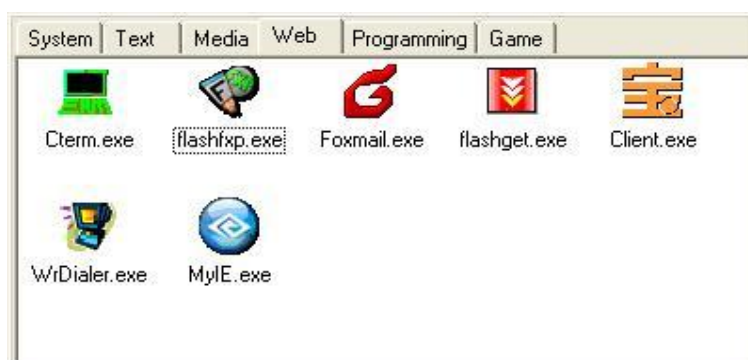 System Text Media Web Programming Game
Cterm.exe flashfxp.exe Foxmail.exe flashget.exe Client.exe
WrDialer.exe MyIE.exe